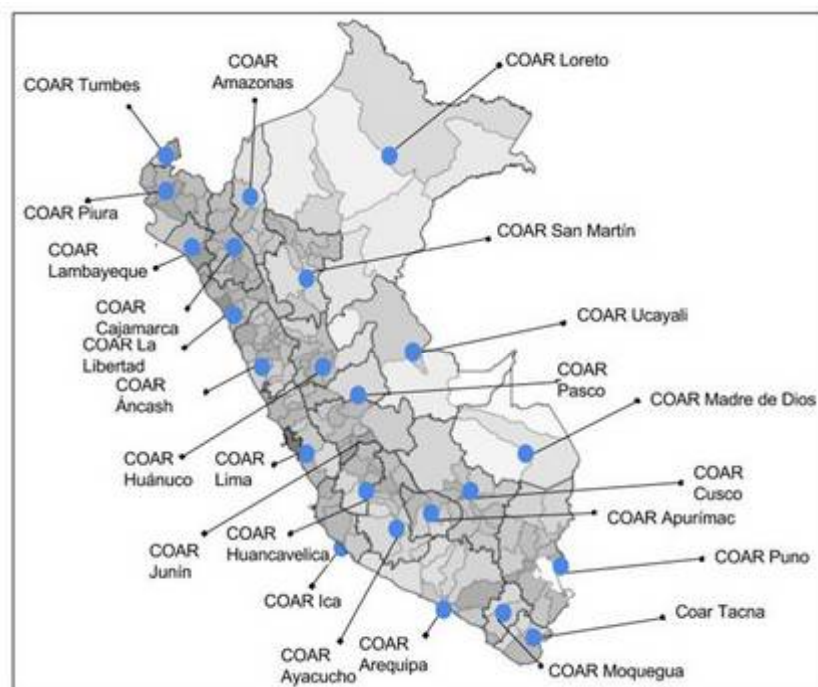 COAR
Amazonas
COAR Loreto
COAR Tumbes
COAR Piura
COAR
Lambayeque
COAR San Martín
COAR
Cajamarca
COAR La
Libertad
COAR Ucayali
COAR
Áncash
COAR
Pasco
COAR Madre de Dios
COAR
Huánuco
COAR
Lima
COAR
Cusco
COAR Apurímac
COAR
Junín
COAR
Huancavelica
COAR Puno
COAR Ica
Coar Tacna
COAR
Ayacucho
COAR
Arequipa
COAR Moquegua